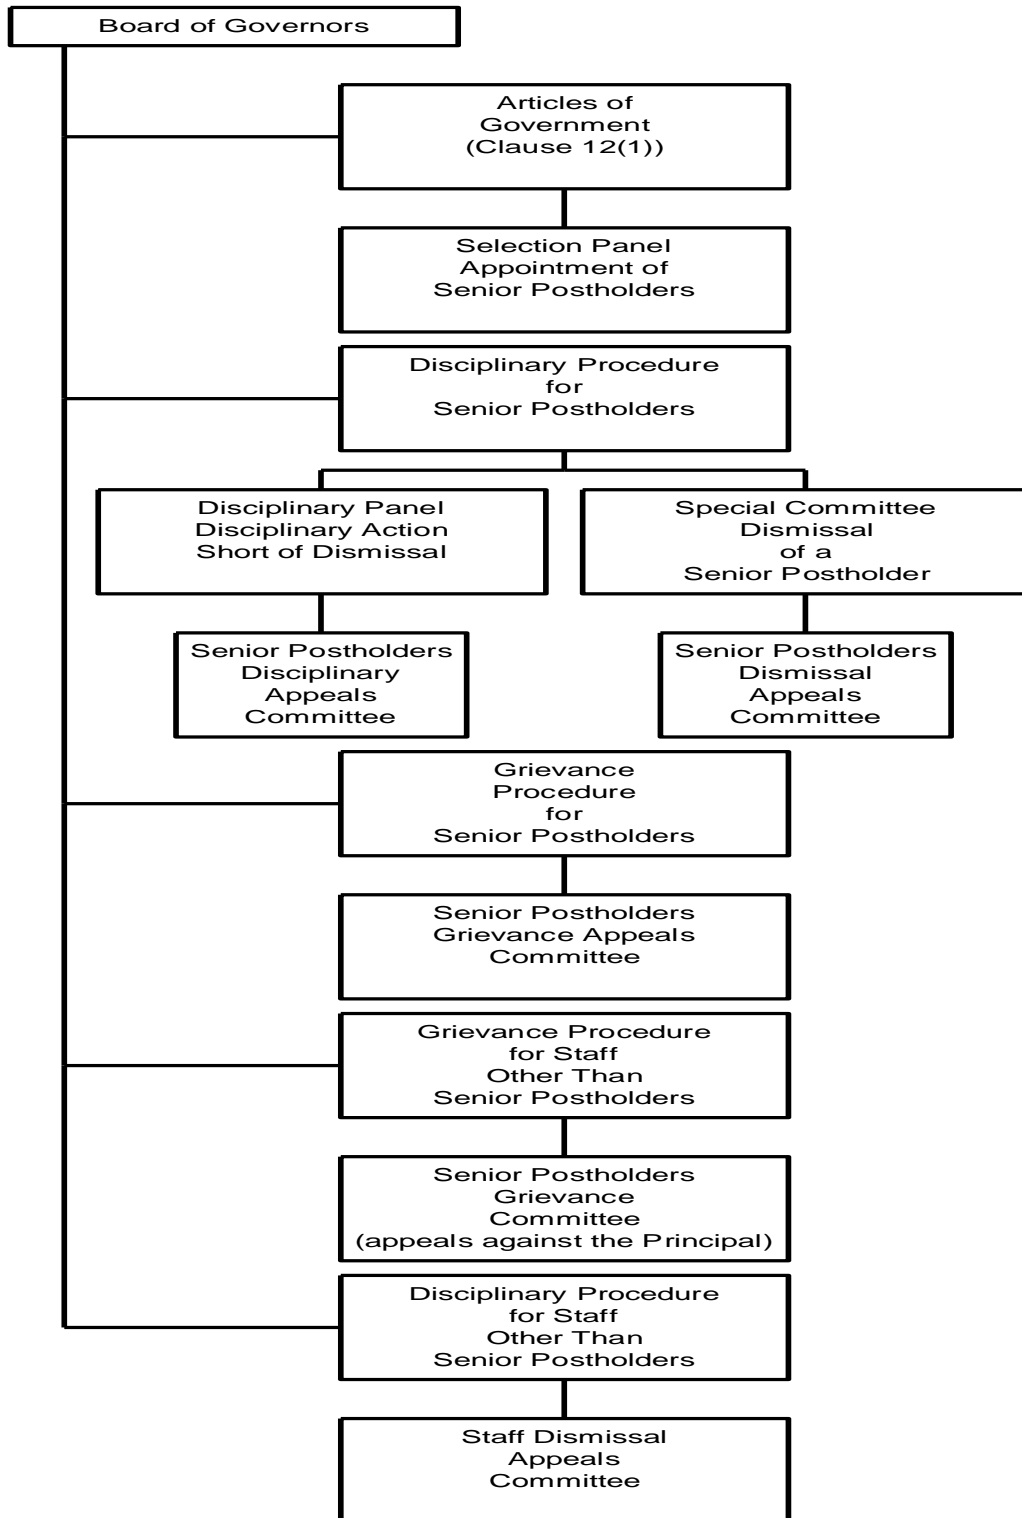 Board of Governors
Articles of
Government
(Clause 12(1))
Selection Panel
Appointment of
Senior Postholders
Disciplinary Procedure
for
Senior Postholders
Disciplinary Panel
Disciplinary Action
Short of Dismissal
Special Committee
Dismissal
of a
Senior Postholder
Senior Postholders
Disciplinary
Appeals
Committee
Senior Postholders
Dismissal
Appeals
Committee
Grievance
Procedure
for
Senior Postholders
Senior Postholders
Grievance Appeals
Committee
Grievance Procedure
for Staff
Other Than
Senior Postholders
Senior Postholders
Grievance
Committee
(appeals against the Principal)
Disciplinary Procedure
for Staff
Other Than
Senior Postholders
Staff Dismissal
Appeals
Committee